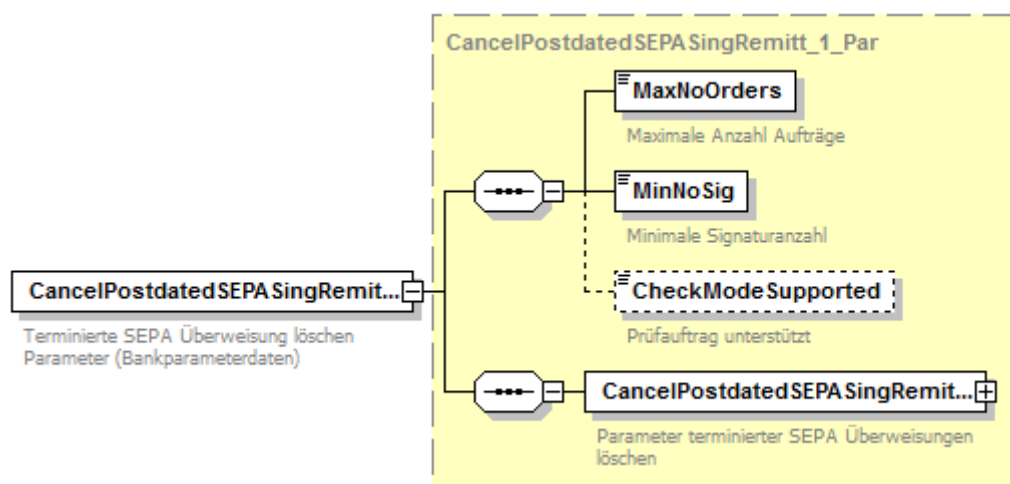 CancelPostdatedSEPASingRemitt_1_Par
MaxNoOrders
Maximale Anzahl Aufträge
MinNoSig
Minimale Signaturanzahl
CheckModeSupported
Prüfauftrag unterstützt
CancelPostdatedSEPASingRemit...
Terminierte SEPA Überweisung löschen
Parameter (Bankparameterdaten)
CancelPostdatedSEPASingRemit...
Parameter terminierter SEPA Überweisungen
löschen